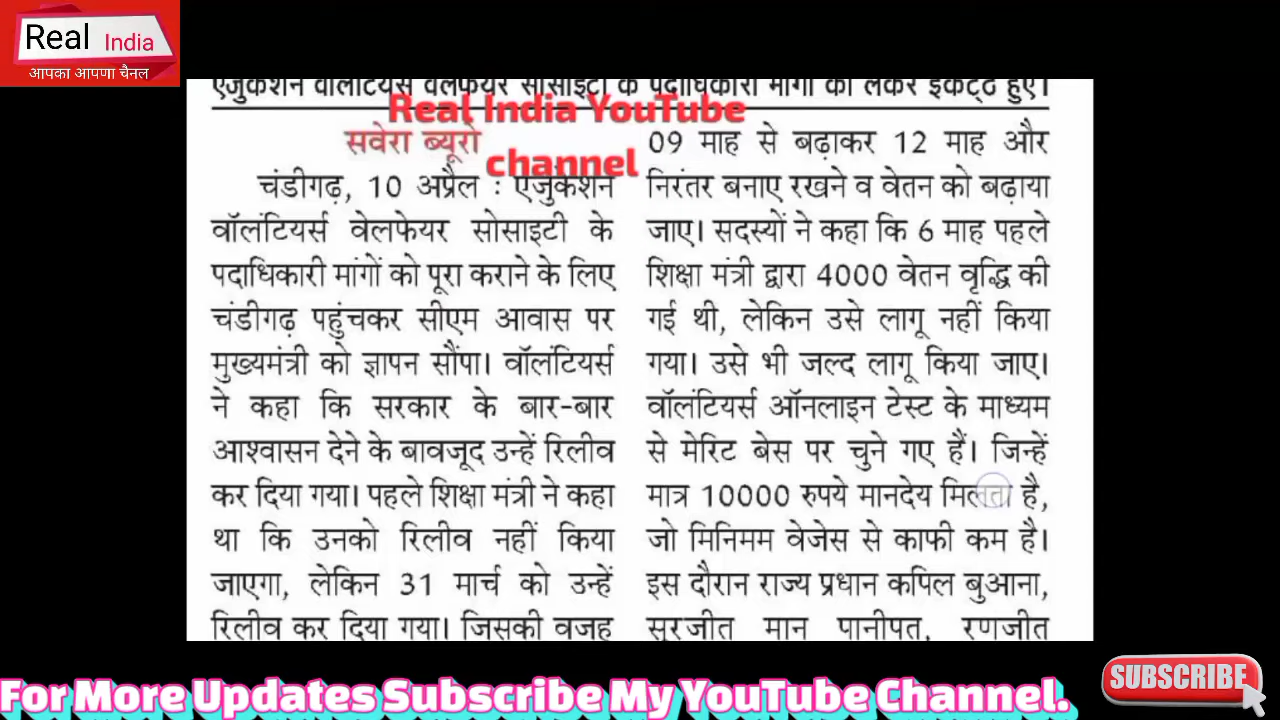 Real India
आपका आपणा चैनल
एजुकेशन वॉलंटियर्स वेलफेयर सोसाइटी के पदाधिकारी मांगों को लेकर इकट्ठे हुए।
Real India YouTube
channel
सवेरा ब्यूरो
चंडीगढ़, 10 अप्रैल : एजुकेशन
वॉलंटियर्स वेलफेयर सोसाइटी के
पदाधिकारी मांगों को पूरा कराने के लिए
चंडीगढ़ पहुंचकर सीएम आवास पर
मुख्यमंत्री को ज्ञापन सौंपा। वॉलंटियर्स
ने कहा कि सरकार के बार-बार
आश्वासन देने के बावजूद उन्हें रिलीव
कर दिया गया। पहले शिक्षा मंत्री ने कहा
था कि उनको रिलीव नहीं किया
जाएगा, लेकिन 31 मार्च को उन्हें
रिलीव कर दिया गया। जिसकी वजह
09 माह से बढ़ाकर 12 माह और
निरंतर बनाए रखने व वेतन को बढ़ाया
जाए। सदस्यों ने कहा कि 6 माह पहले
शिक्षा मंत्री द्वारा 4000 वेतन वृद्धि की
गई थी, लेकिन उसे लागू नहीं किया
गया। उसे भी जल्द लागू किया जाए।
वॉलंटियर्स ऑनलाइन टेस्ट के माध्यम
से मेरिट बेस पर चुने गए हैं। जिन्हें
मात्र 10000 रुपये मानदेय मिलता है,
जो मिनिमम वेजेस से काफी कम है।
इस दौरान राज्य प्रधान कपिल बुआना,
सुरजीत मान पानीपत, रणजीत
For More Updates Subscribe My YouTube Channel.
SUBSCRIBE